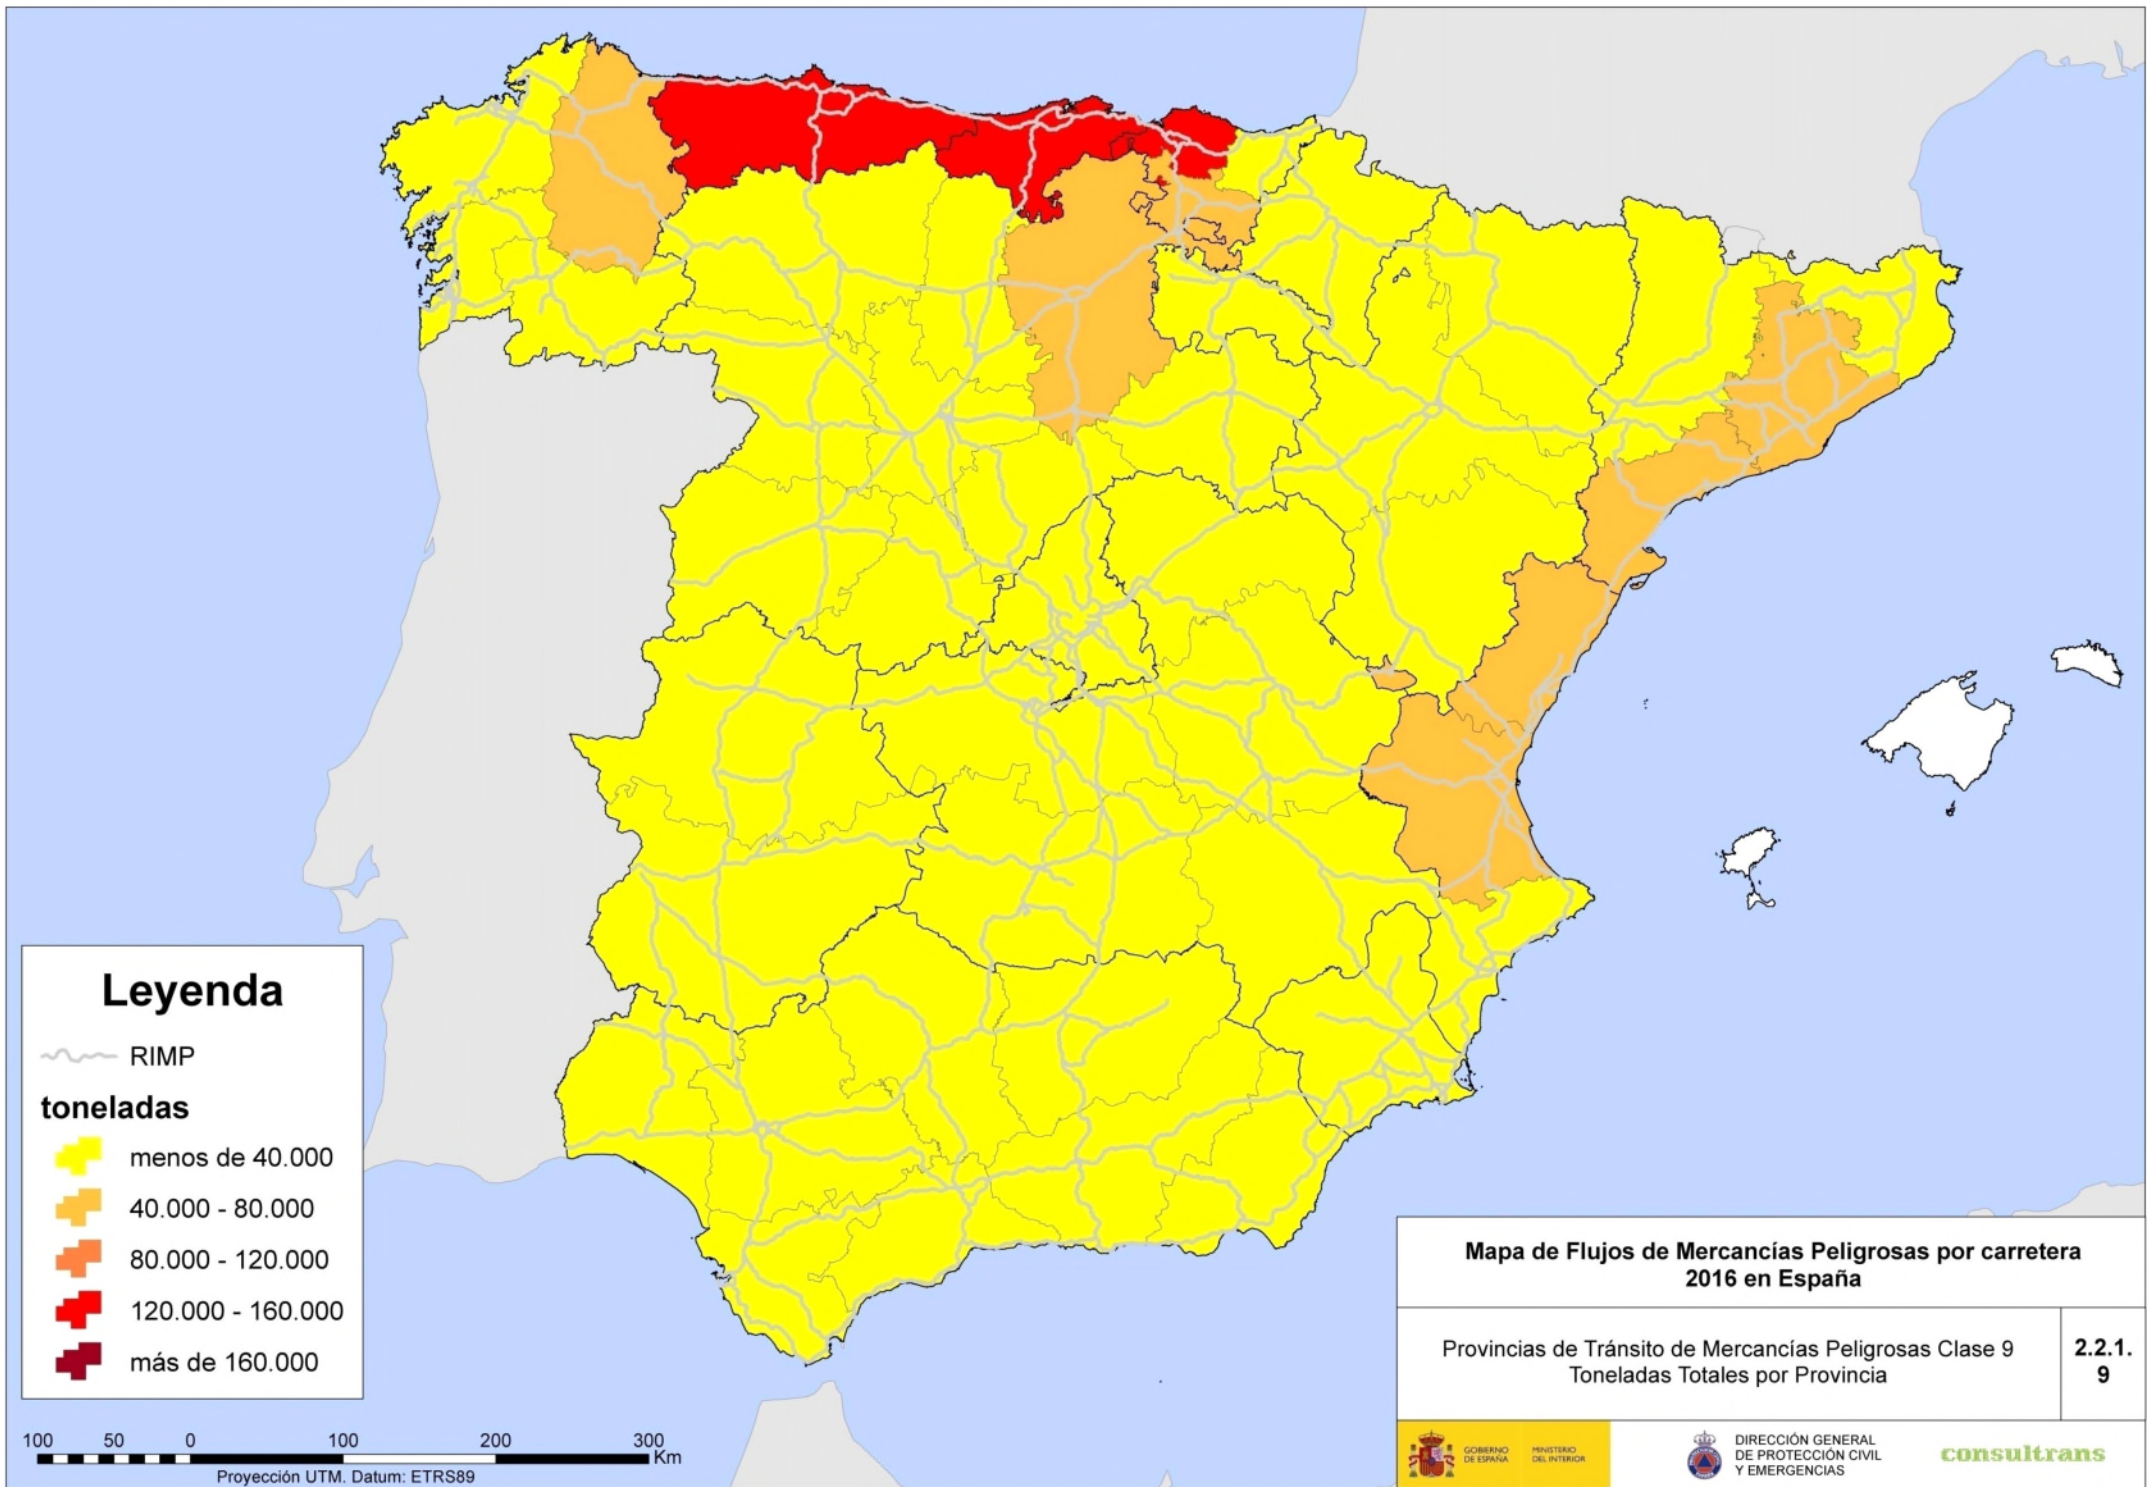 Leyenda
RIMP
toneladas
menos de 40.000
40.000 - 80.000
80.000 - 120.000
120.000 - 160.000
más de 160.000
100 50 0 100 200 300
Km
Proyección UTM. Datum: ETRS89
Mapa de Flujos de Mercancías Peligrosas por carretera
2016 en España
Provincias de Tránsito de Mercancías Peligrosas Clase 9
Toneladas Totales por Provincia
2.2.1.
9
GOBIERNO
DE ESPAÑA
MINISTERIO
DEL INTERIOR
DIRECCIÓN GENERAL
DE PROTECCIÓN CIVIL
Y EMERGENCIAS
consultrans